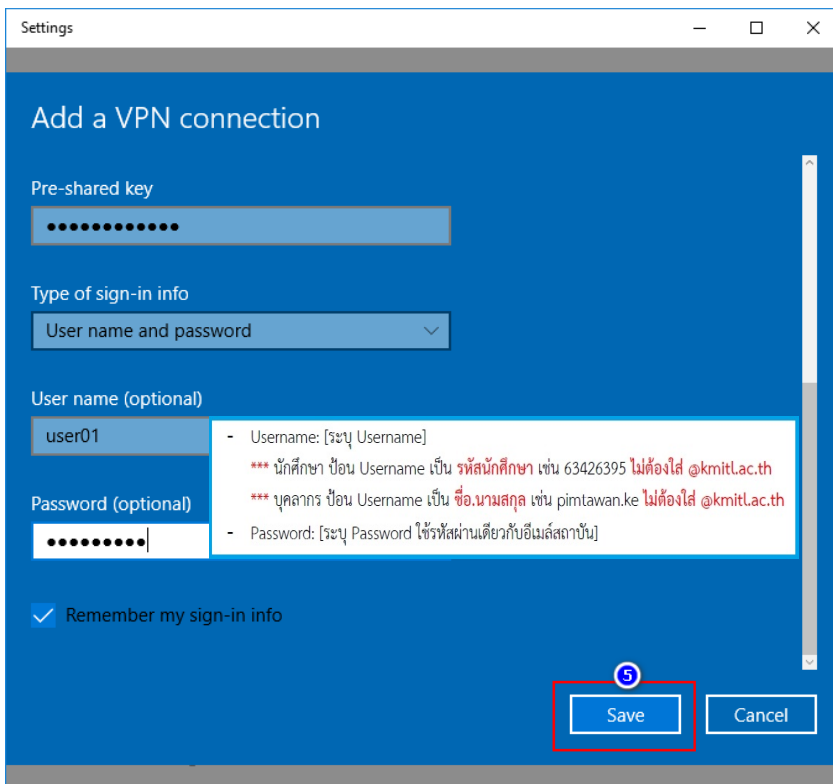 Settings
Add a VPN connection
Pre-shared key
●●●●●●●●●●●●
Type of sign-in info
User name and password
User name (optional)
user01
- Username: [ระบุ Username]
*** นักศึกษา ป้อน Username เป็น รหัสนักศึกษา เช่น 63426395 ไม่ต้องใส่ @kmitl.ac.th
*** บุคลากร ป้อน Username เป็น ชื่อ.นามสกุล เช่น pimtawan.ke ไม่ต้องใส่ @kmitl.ac.th
- Password: [ระบุ Password ใช้รหัสผ่านเดียวกับอีเมล์สถาบัน]
Password (optional)
●●●●●●●●●
Remember my sign-in info
5
Save
Cancel